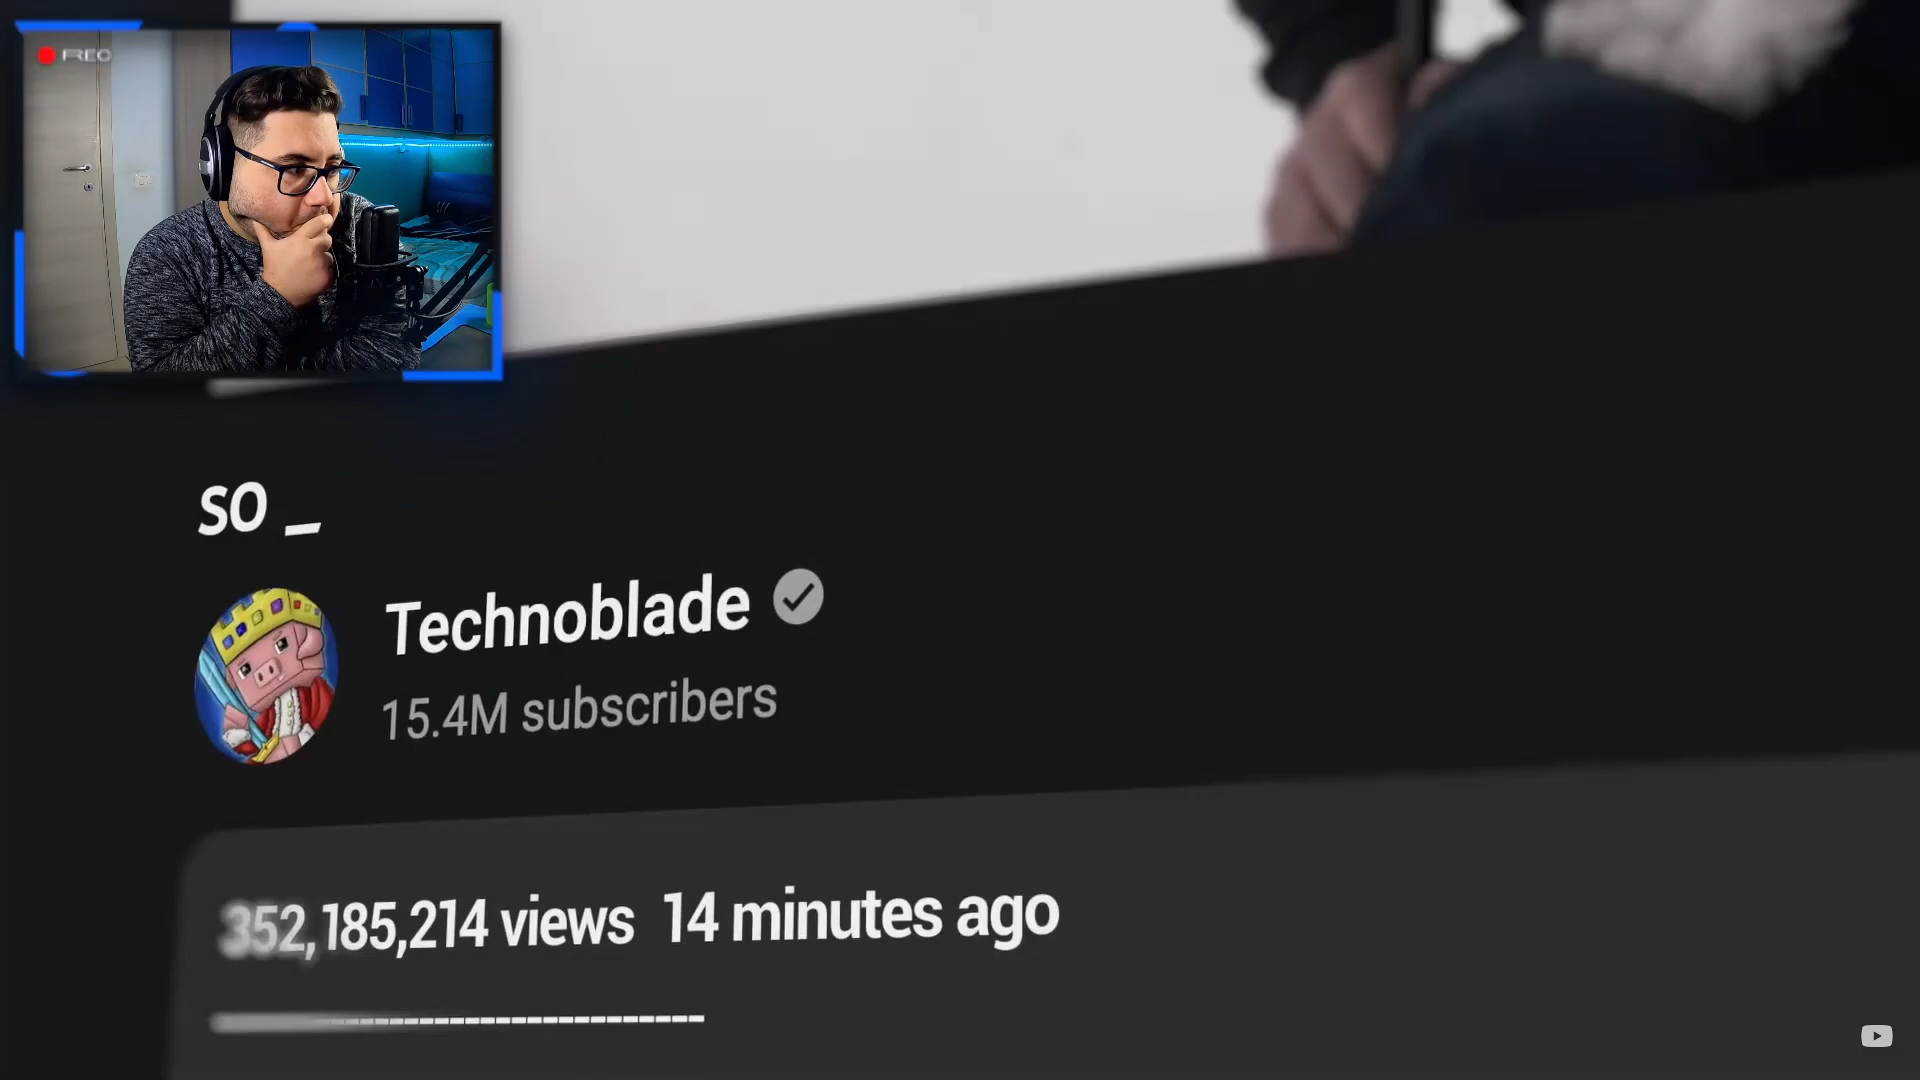 REC
so _
Technoblade
15.4M subscribers
352,185,214 views 14 minutes ago